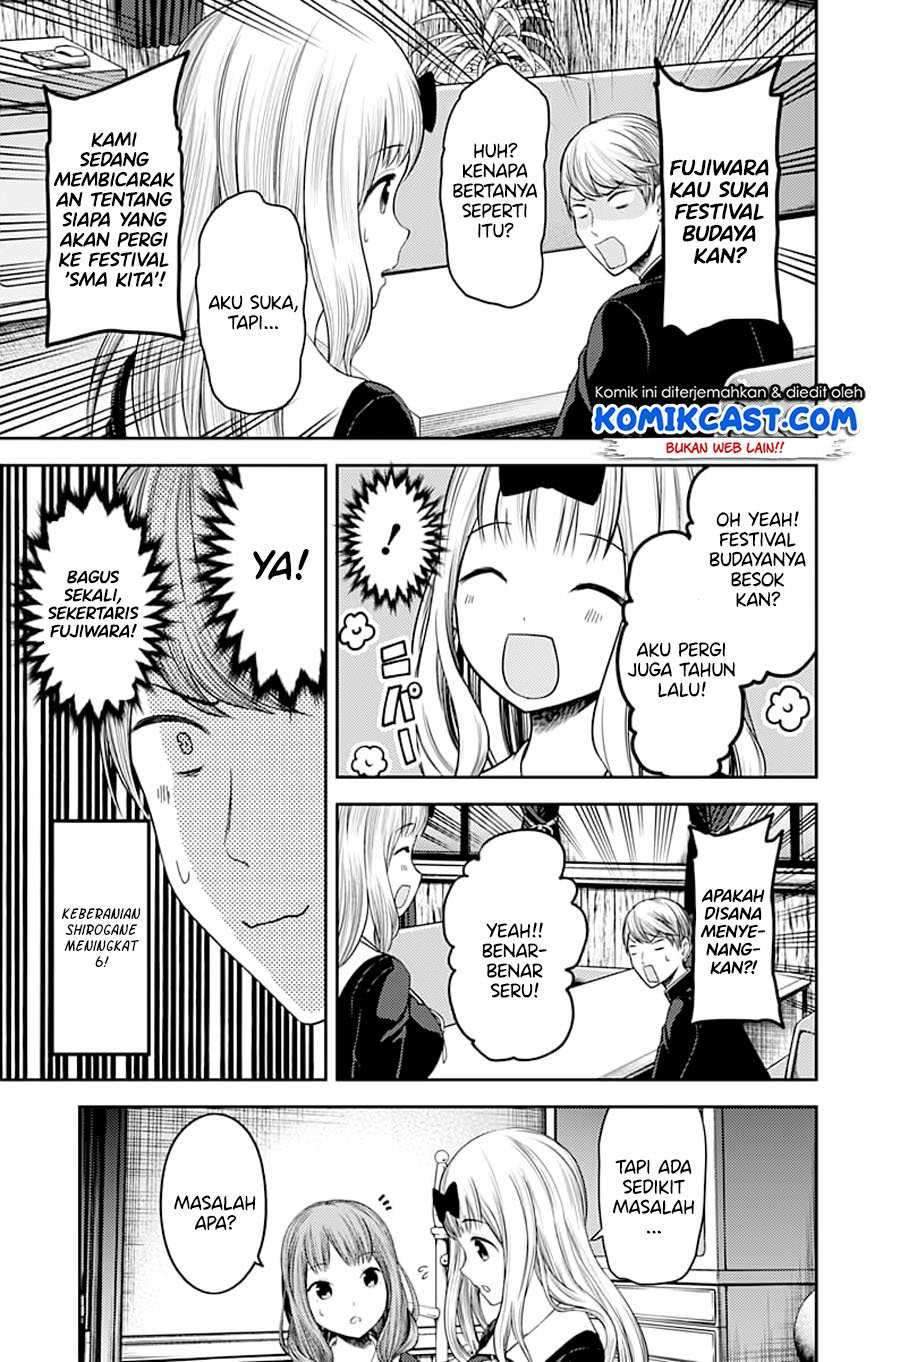 FUJIWARA
KAU SUKA
FESTIVAL
BUDAYA
KAN?
HUH?
KENAPA
BERTANYA
SEPERTI
ITU?
KAMI
SEDANG
MEMBICARAK
AN TENTANG
SIAPA YANG
AKAN PERGI
KE FESTIVAL
'SMA KITA'!
AKU SUKA,
TAPI...
Komik ini diterjemahkan & diedit oleh
KOMIKCAST.COM
BUKAN WEB LAIN!!
OH YEAH!
FESTIVAL
BUDAYANYA
BESOK
KAN?
AKU PERGI
JUGA TAHUN
LALU!
!
ニパー
YA!
BAGUS
SEKALI,
SEKERTARIS
FUJIWARA!
KEBERANIAN
SHIROGANE
MENINGKAT
6!
APAKAH
DISANA
MENYE-
NANG-
KAN?!
YEAH!!
BENAR-
BENAR
SERU!
TAPI ADA
SEDIKIT
MASALAH
...
MASALAH
APA?